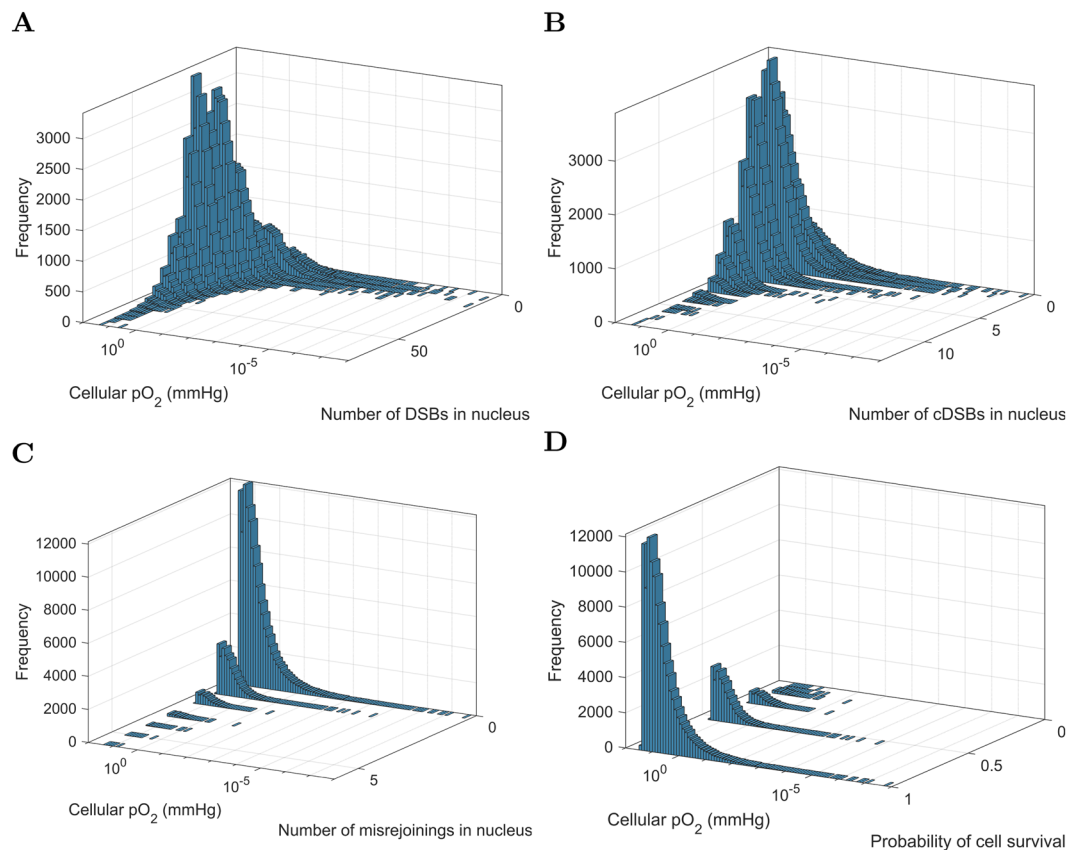 A
3000
2500
2000
1500
1000
500
0
Frequency
10^0
10^-5
50
0
Cellular pO_2 (mmHg)
Number of DSBs in nucleus
B
3000
2000
1000
0
Frequency
10^0
10^-5
10
5
0
Cellular pO_2 (mmHg)
Number of cDSBs in nucleus
C
12000
10000
8000
6000
4000
2000
0
Frequency
10^0
10^-5
5
0
Cellular pO_2 (mmHg)
Number of misrejoinings in nucleus
D
12000
10000
8000
6000
4000
2000
0
Frequency
10^0
10^-5
1
0.5
0
Cellular pO_2 (mmHg)
Probability of cell survival